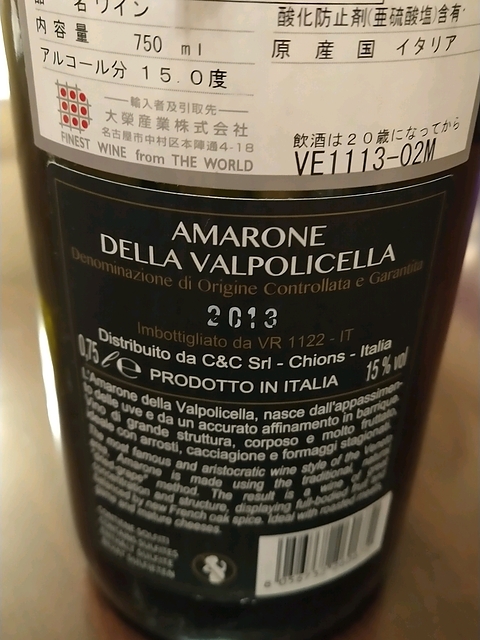 品名 ワイン
酸化防止剤(亜硫酸塩)含有
内容量 750 ml
原産国 イタリア
アルコール分 15.0度
輸入者及引取先
大榮産業株式会社
名古屋市中村区本陣通4-18
FINEST WINE from THE WORLD
飲酒は20歳になってから
VE1113-02M
AMARONE
DELLA VALPOLICELLA
Denominazione di Origine Controllata e Garantita
2013
Imbottigliato da VR 1122 - IT
Distribuito da C&C Srl - Chions - Italia
0,75 l e PRODOTTO IN ITALIA 15% vol
L'Amarone della Valpolicella, nasce dall'appassimen-
to delle uve e da un accurato affinamento in barrique.
Vino di grande struttura, corposo e molto fruttato.
Ideale con arrosti, cacciagione e formaggi stagionati.
The most famous and aristocratic wine style of the Veneto
region, Amarone is made using the traditional
method. The result is a wine of great
and structure, displaying full-bodied
by new French oak spice. Ideal with roasted meats,
and mature cheeses.